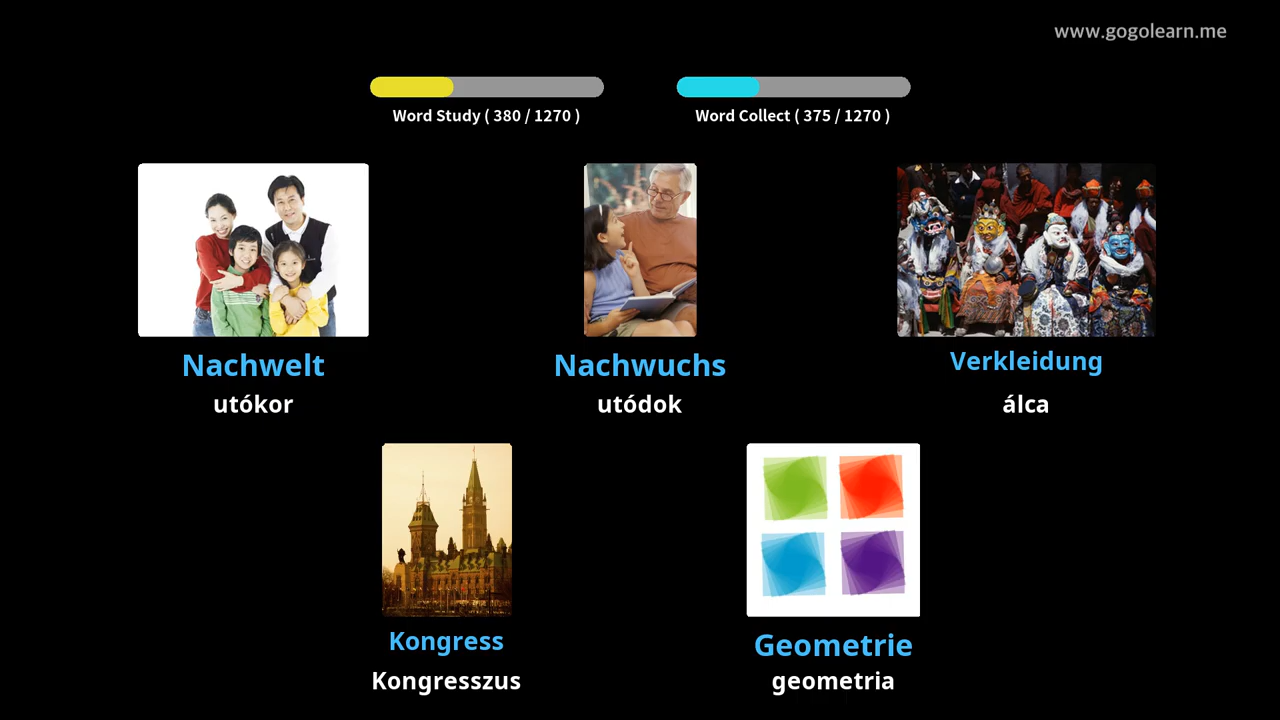 www.gogolearn.me
Word Study ( 380 / 1270 )
Word Collect ( 375 / 1270 )
Nachwelt
utókor
Nachwuchs
utódok
Verkleidung
álca
Kongress
Kongresszus
Geometrie
geometria